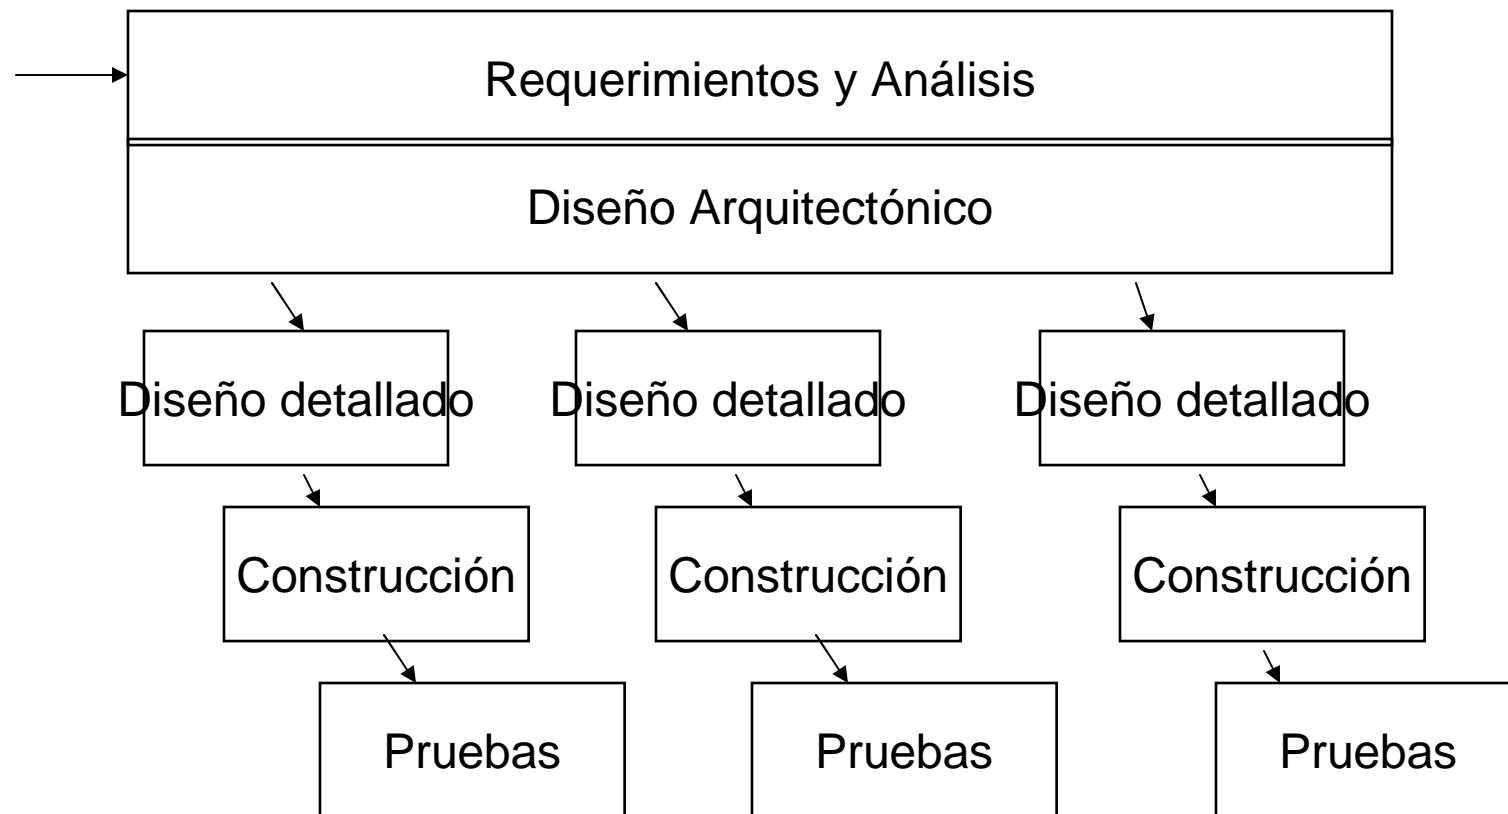 Requerimientos y Análisis
Diseño Arquitectónico
Diseño detallado
Diseño detallado
Diseño detallado
Construcción
Construcción
Construcción
Pruebas
Pruebas
Pruebas